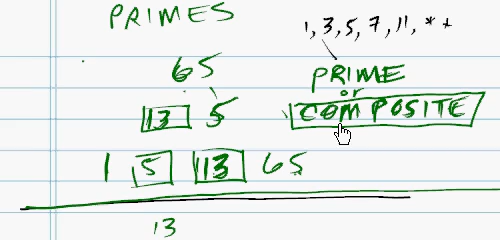 PRIMES
1, 3, 5, 7, 11, * *
65
PRIME
or
13 5
COMPOSITE
1 5 13 65
13